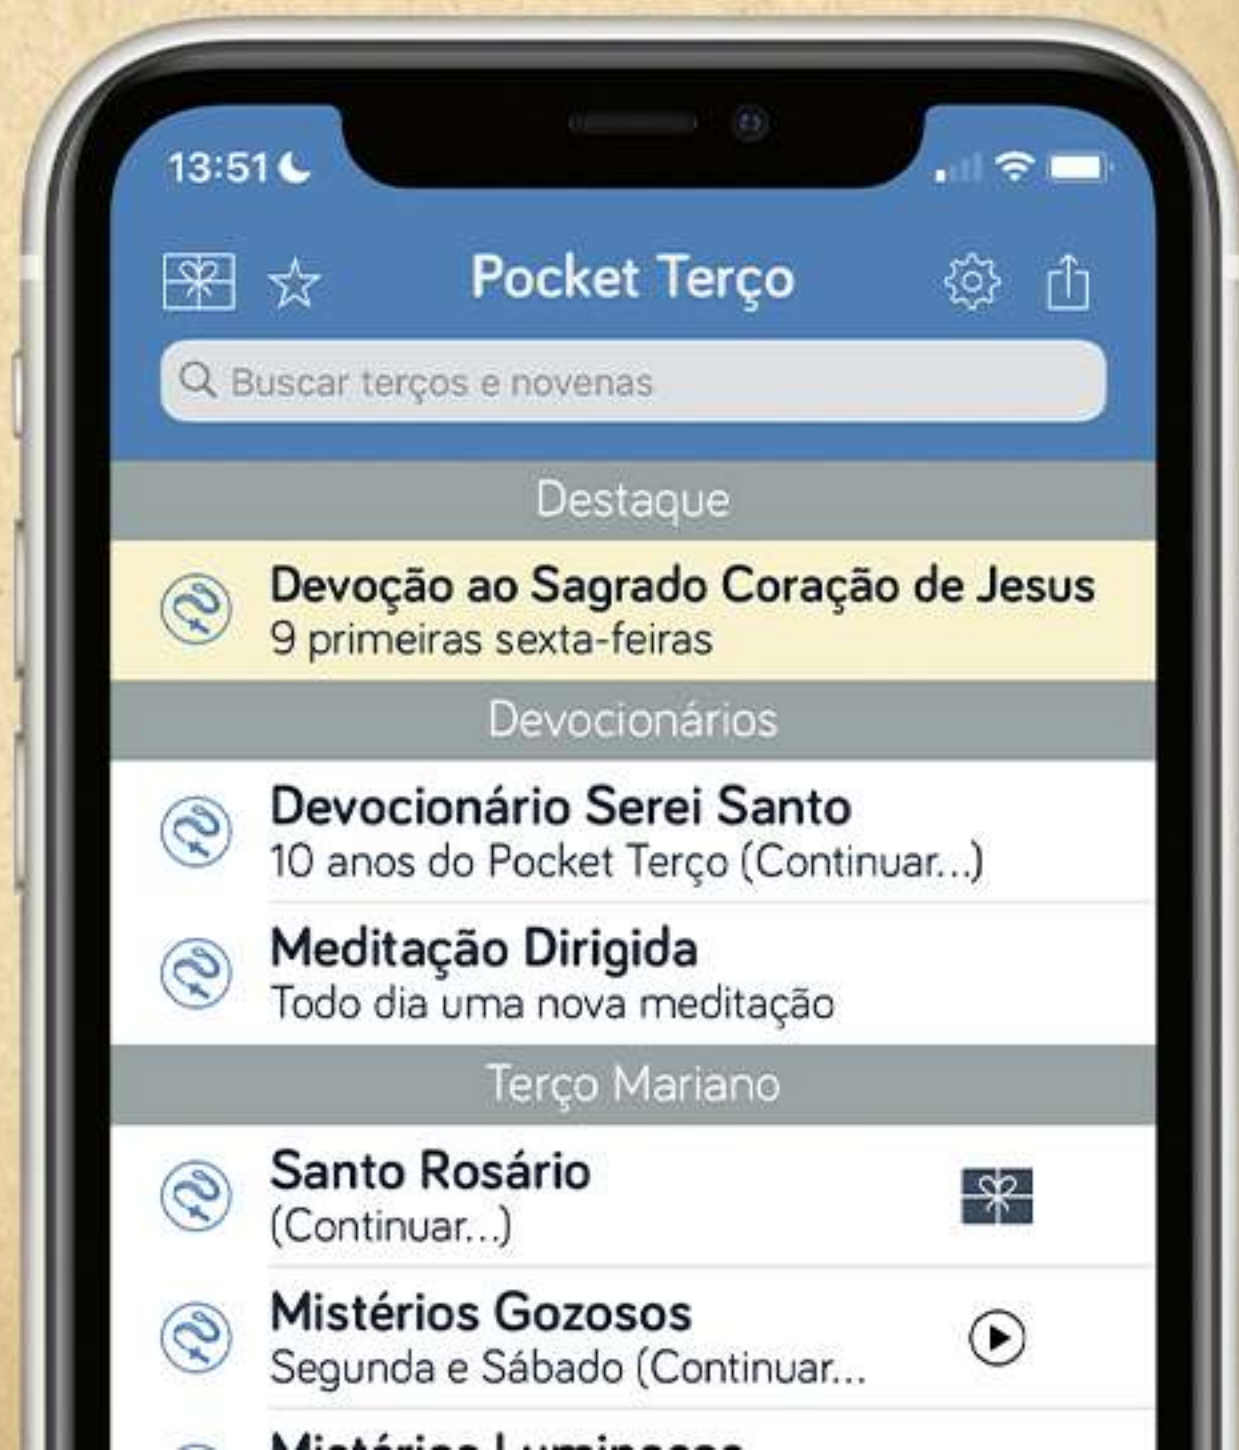 13:51
Pocket Terço
Buscar terços e novenas
Destaque
Devoção ao Sagrado Coração de Jesus
9 primeiras sexta-feiras
Devocionários
Devocionário Serei Santo
10 anos do Pocket Terço (Continuar...)
Meditação Dirigida
Todo dia uma nova meditação
Terço Mariano
Santo Rosário
(Continuar...)
Mistérios Gozosos
Segunda e Sábado (Continuar...
Mistérios Luminosos